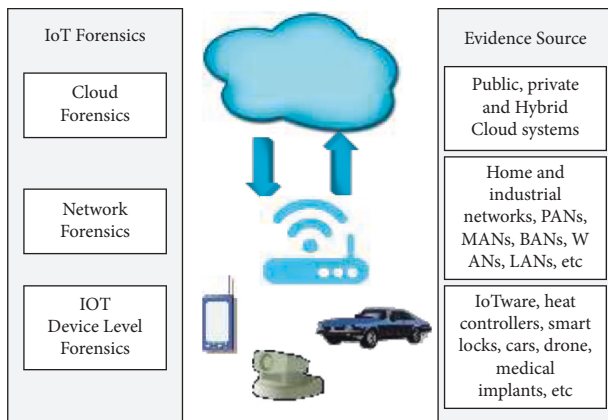 IoT Forensics
Cloud
Forensics
Network
Forensics
IOT
Device Level
Forensics
Evidence Source
Public, private
and Hybrid
Cloud systems
Home and
industrial
networks, PANs,
MANs, BANs, W
ANs, LANs, etc
IoTware, heat
controllers, smart
locks, cars, drone,
medical
implants, etc